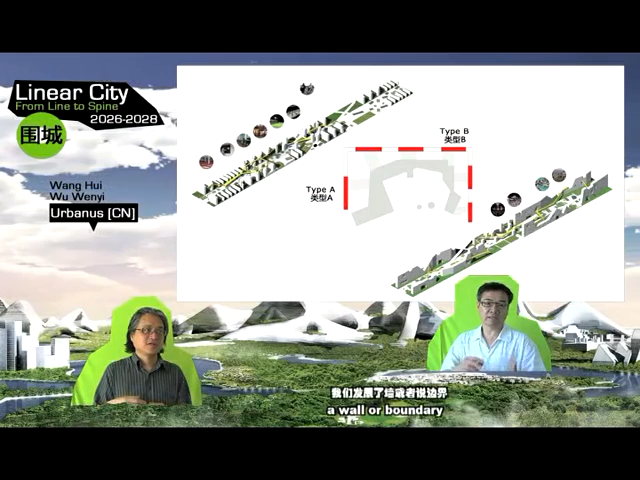 Linear City
From Line to Spine
2026-2028
围城
Wang Hui
Wu Wenyi
Urbanus [CN]
Type B
类型B
Type A
类型A
我们发展了墙或者说边界
a wall or boundary